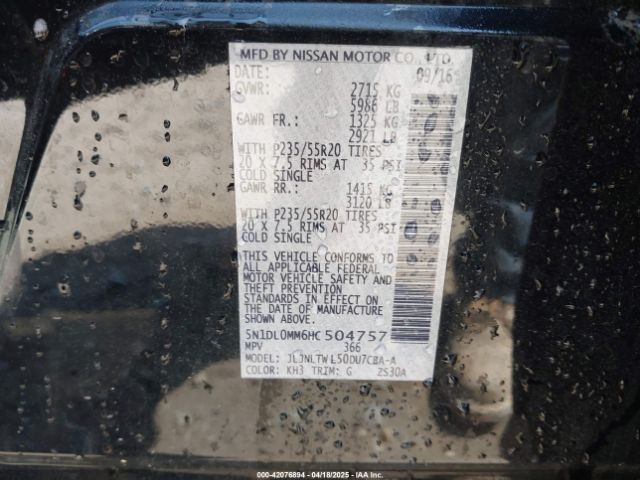 MFD BY NISSAN MOTOR CO., LTD.
DATE: 09/16
GVWR: 2715 KG
5986 LB
GAWR FR.: 1325 KG
2921 LB
WITH P235/55R20 TIRES
20 X 7.5 RIMS AT 35 PSI
COLD SINGLE
GAWR RR.: 1415 KG
3120 LB
WITH P235/55R20 TIRES
20 X 7.5 RIMS AT 35 PSI
COLD SINGLE
THIS VEHICLE CONFORMS TO
ALL APPLICABLE FEDERAL
MOTOR VEHICLE SAFETY AND
THEFT PREVENTION
STANDARDS IN EFFECT ON
THE DATE OF MANUFACTURE
SHOWN ABOVE.
5N1DL0MM6HC504757
MPV 366
MODEL: JL3NLTWL50DU7CBA-A
COLOR: KH3 TRIM: G ZS30A
000-42076894 - 04/18/2025 - IAA Inc.